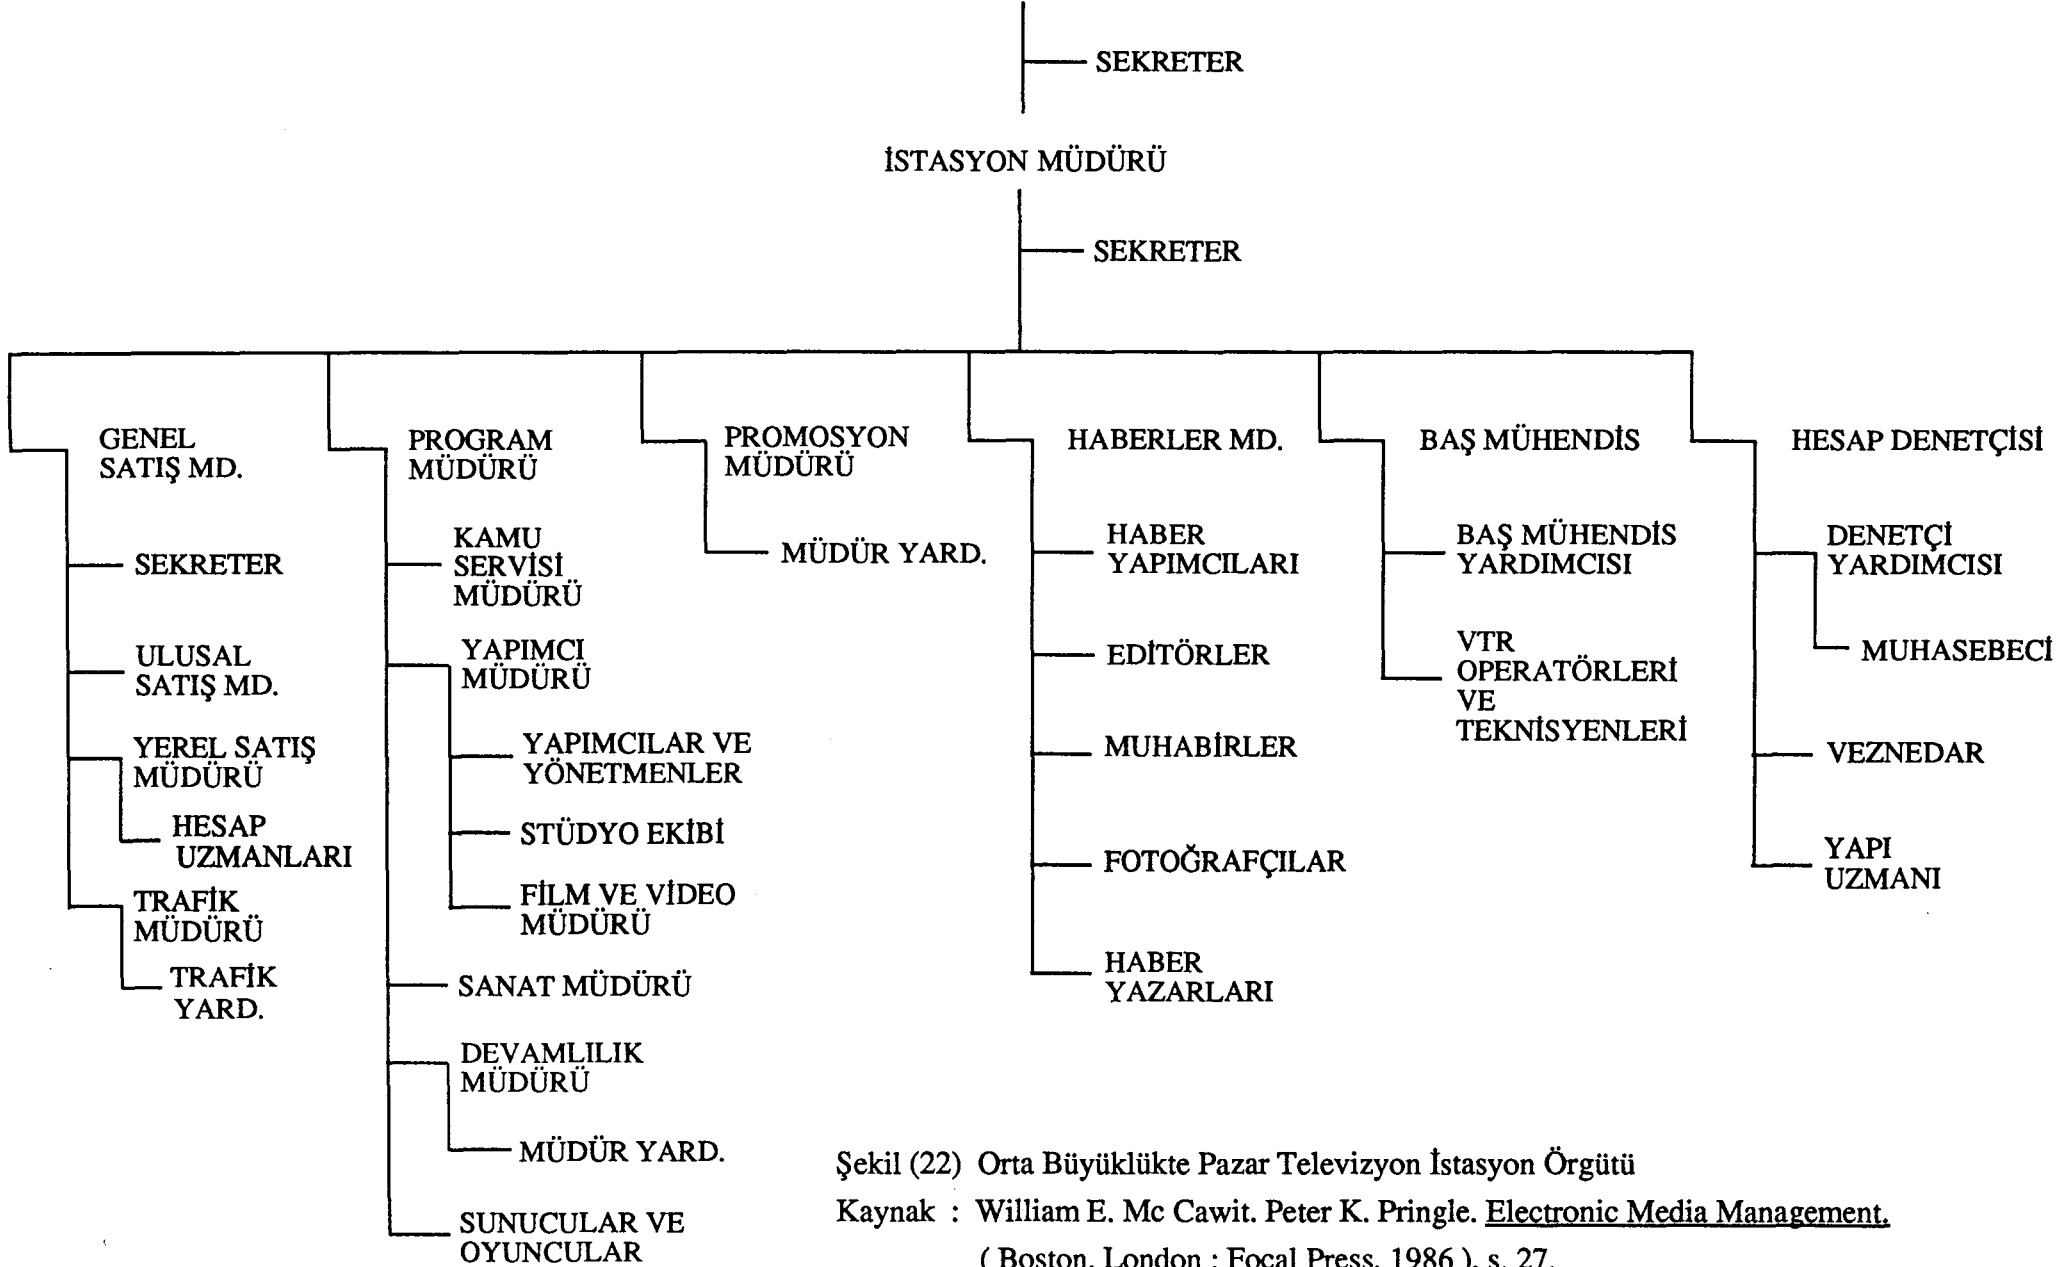 SEKRETER
İSTASYON MÜDÜRÜ
SEKRETER
GENEL
SATIŞ MD.
SEKRETER
ULUSAL
SATIŞ MD.
YEREL SATIŞ
MÜDÜRÜ
HESAP
UZMANLARI
TRAFİK
MÜDÜRÜ
TRAFİK
YARD.
PROGRAM
MÜDÜRÜ
KAMU
SERVİSİ
MÜDÜRÜ
YAPIMCI
MÜDÜRÜ
YAPIMCILAR VE
YÖNETMENLER
STÜDYO EKİBİ
FİLM VE VİDEO
MÜDÜRÜ
SANAT MÜDÜRÜ
DEVAMLILIK
MÜDÜRÜ
MÜDÜR YARD.
SUNUCULAR VE
OYUNCULAR
PROMOSYON
MÜDÜRÜ
MÜDÜR YARD.
HABERLER MD.
HABER
YAPIMCILARI
EDİTÖRLER
MUHABİRLER
FOTOĞRAFÇILAR
HABER
YAZARLARI
BAŞ MÜHENDİS
BAŞ MÜHENDİS
YARDIMCISI
VTR
OPERATÖRLERİ
VE
TEKNİSYENLERİ
HESAP DENETÇİSİ
DENETÇİ
YARDIMCISI
MUHASEBECİ
VEZNEDAR
YAPI
UZMANI
Şekil (22) Orta Büyüklükte Pazar Televizyon İstasyon Örgütü
Kaynak : William E. Mc Cawit. Peter K. Pringle. Electronic Media Management.
( Boston, London : Focal Press, 1986 ), s. 27.